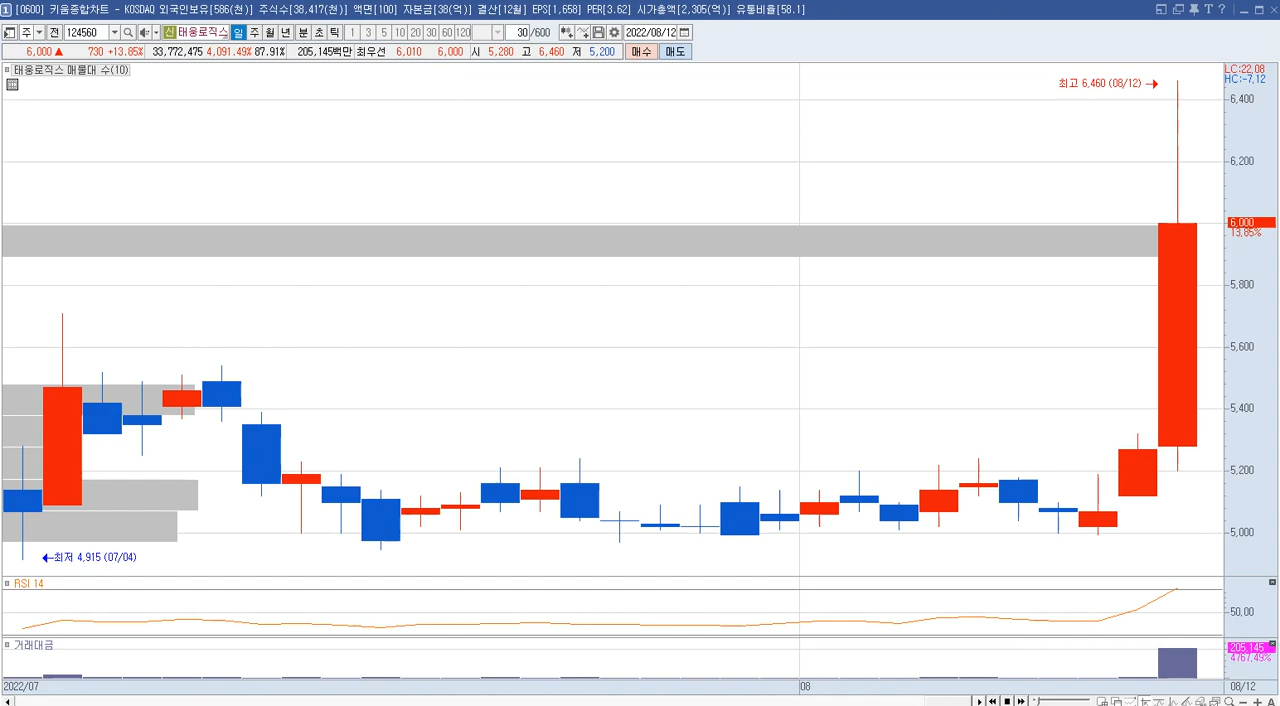 [0600] 키움종합차트 - KOSDAQ 외국인보유[586(천)] 주식수[38,417(천)] 액면[100] 자본금[38(억)] 결산[12월] EPS[1,658] PER[3.62] 시가총액[2,305(억)] 유통비율[58.1]
주 전 124560 신 태웅로직스 일 주 월 년 분 초 틱 1 3 5 10 20 30 60 120 30 /600 2022/08/12
6,000 ▲ 730 +13.85% 33,772,475 4,091.49% 87.91% 205,145백만 최우선 6,010 6,000 시 5,280 고 6,460 저 5,200 매수 매도
태웅로직스 매물대 수(10)
LC:22.08
HC:-7.12
최고 6,460 (08/12) →
6,400
6,200
6,000
13.85%
5,800
5,600
5,400
5,200
5,000
←최저 4,915 (07/04)
RSI 14
50.00
거래대금
205,145
4767.49%
2022/07
08
08/12